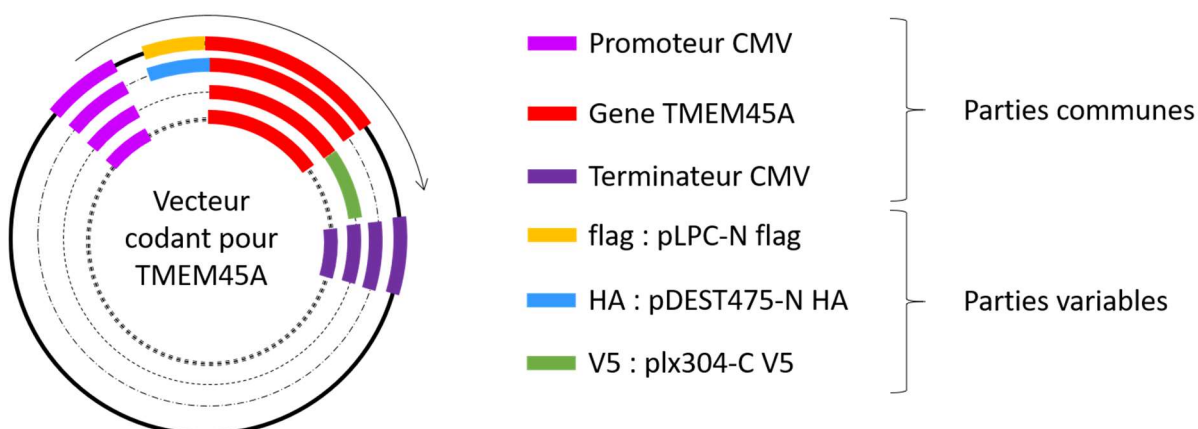 Promoteur CMV
Gene TMEM45A
Terminateur CMV
Parties communes
flag : pLPC-N flag
HA : pDEST475-N HA
V5 : plx304-C V5
Parties variables
Vecteur
codant pour
TMEM45A